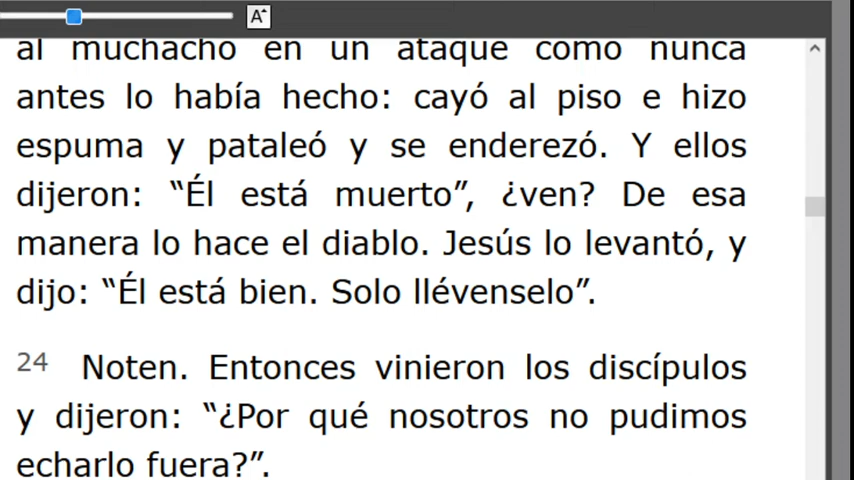 A
al muchacho en un ataque como nunca
antes lo había hecho: cayó al piso e hizo
espuma y pataleó y se enderezó. Y ellos
dijeron: “Él está muerto”, ¿ven? De esa
manera lo hace el diablo. Jesús lo levantó, y
dijo: “Él está bien. Solo llévenselo”.
24 Noten. Entonces vinieron los discípulos
y dijeron: “¿Por qué nosotros no pudimos
echarlo fuera?”.